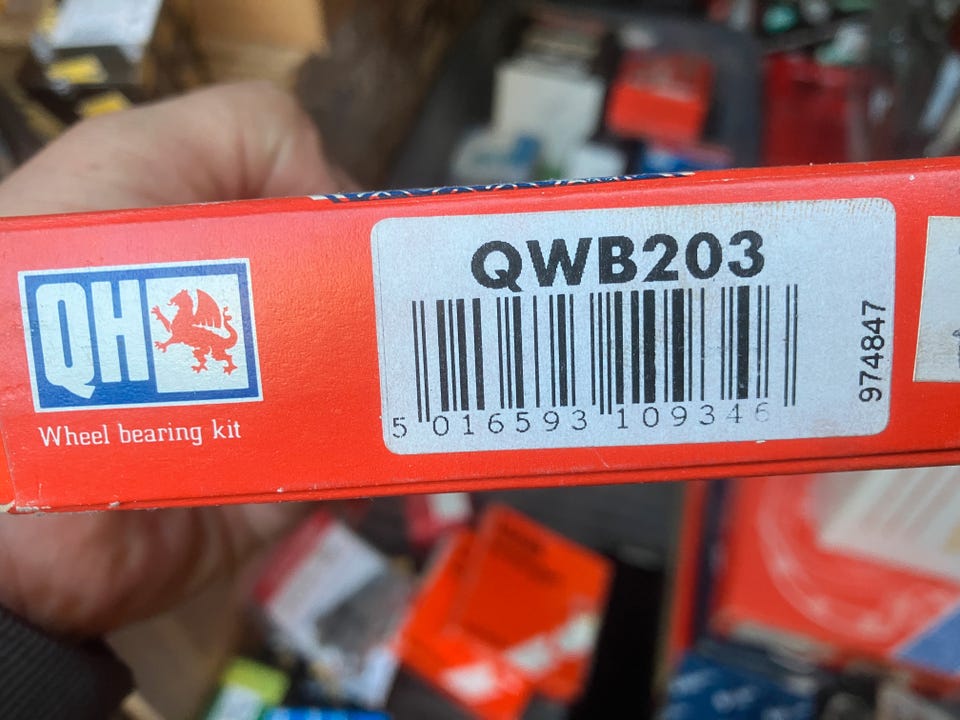 QWB203
QH
974847
5 016593 109346
Wheel bearing kit